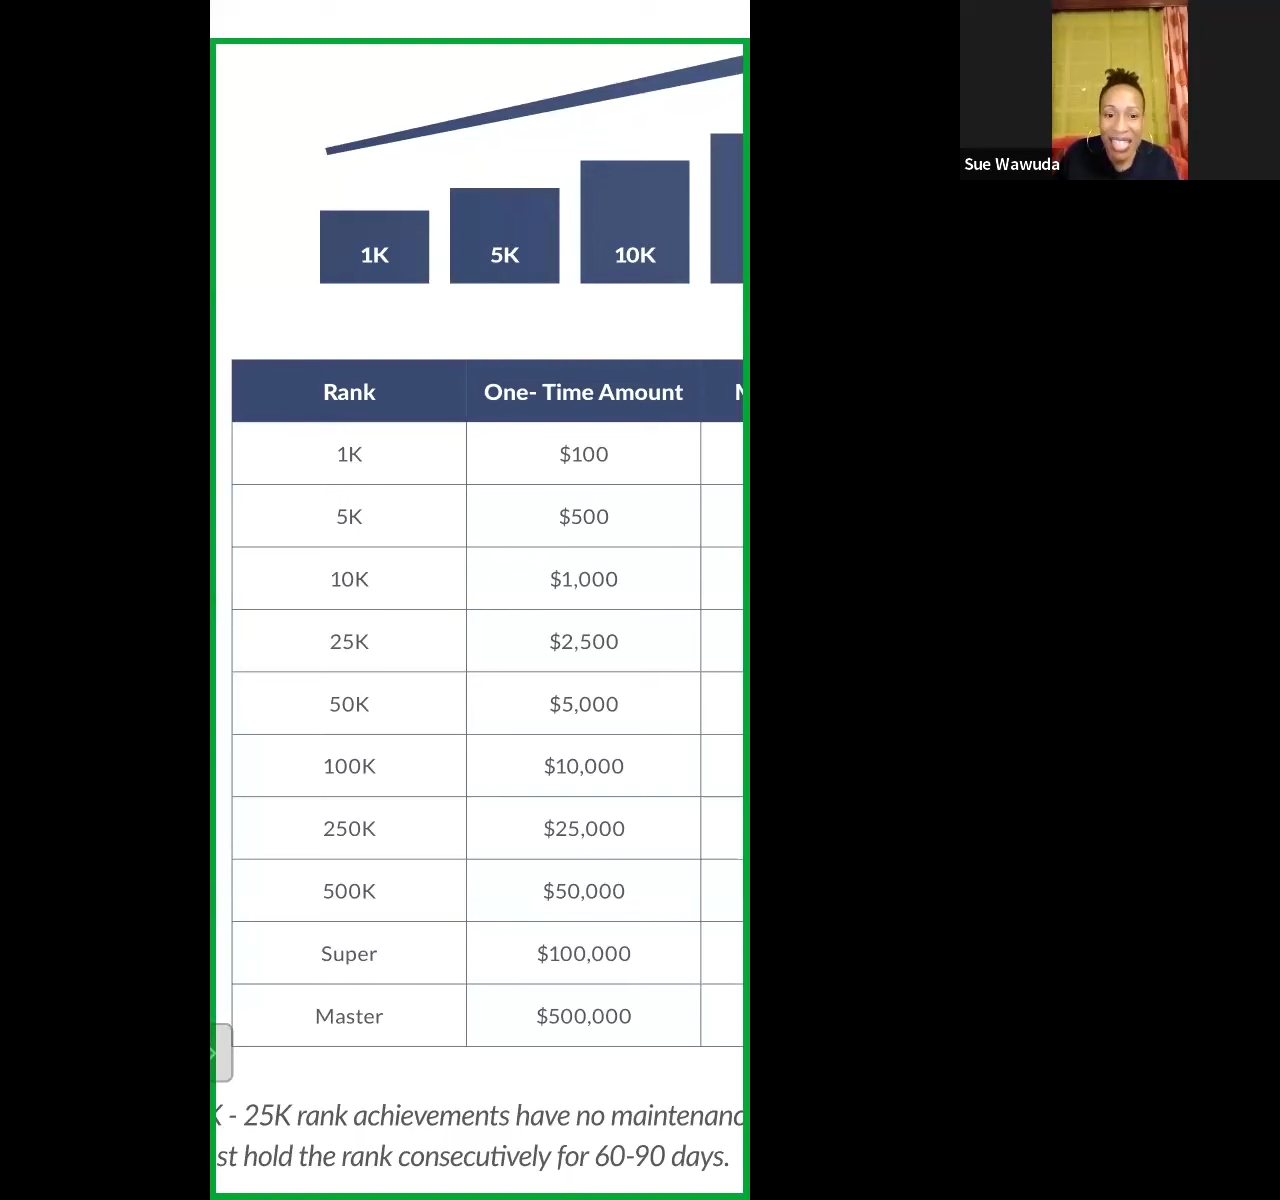 Sue Wawuda
1K 5K 10K
Rank One- Time Amount
1K $100
5K $500
10K $1,000
25K $2,500
50K $5,000
100K $10,000
250K $25,000
500K $50,000
Super $100,000
Master $500,000
- 25K rank achievements have no
hold the rank consecutively for 60-90 days.